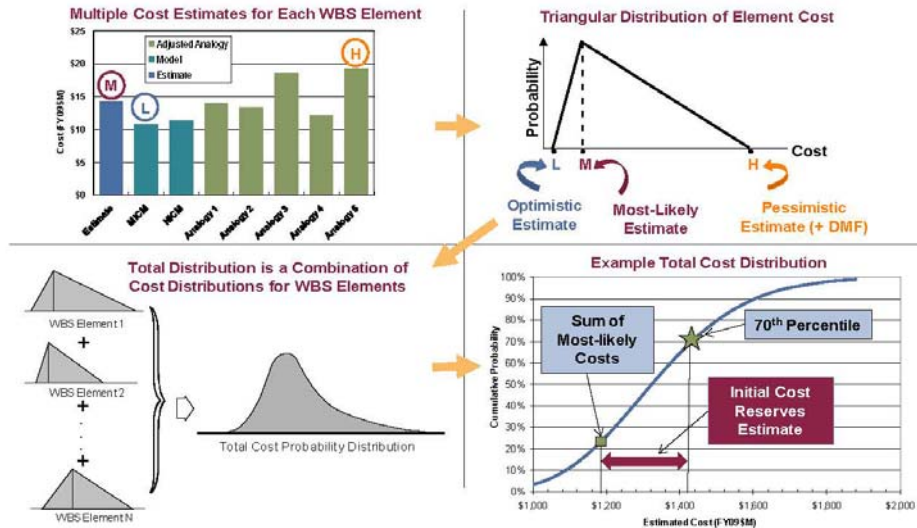 Multiple Cost Estimates for Each WBS Element
$25
$20
$15
$10
$5
$0
Cost (FY09$M)
Adjusted Analogy
Model
Estimate
M
L
H
Estimate
MICM
NICM
Analogy 1
Analogy 2
Analogy 3
Analogy 4
Analogy 5
Triangular Distribution of Element Cost
Probability
Cost
L
M
H
Optimistic
Estimate
Most-Likely
Estimate
Pessimistic
Estimate (+ DMF)
Total Distribution is a Combination of
Cost Distributions for WBS Elements
WBS Element 1
+
WBS Element 2
+
+
WBS Element N
Total Cost Probability Distribution
Example Total Cost Distribution
100%
90%
80%
70%
60%
50%
40%
30%
20%
10%
0%
Cumulative Probability
Sum of
Most-likely
Costs
70th Percentile
Initial Cost
Reserves
Estimate
$1,000
$1,200
$1,400
$1,600
$1,800
$2,000
Estimated Cost (FY09$M)